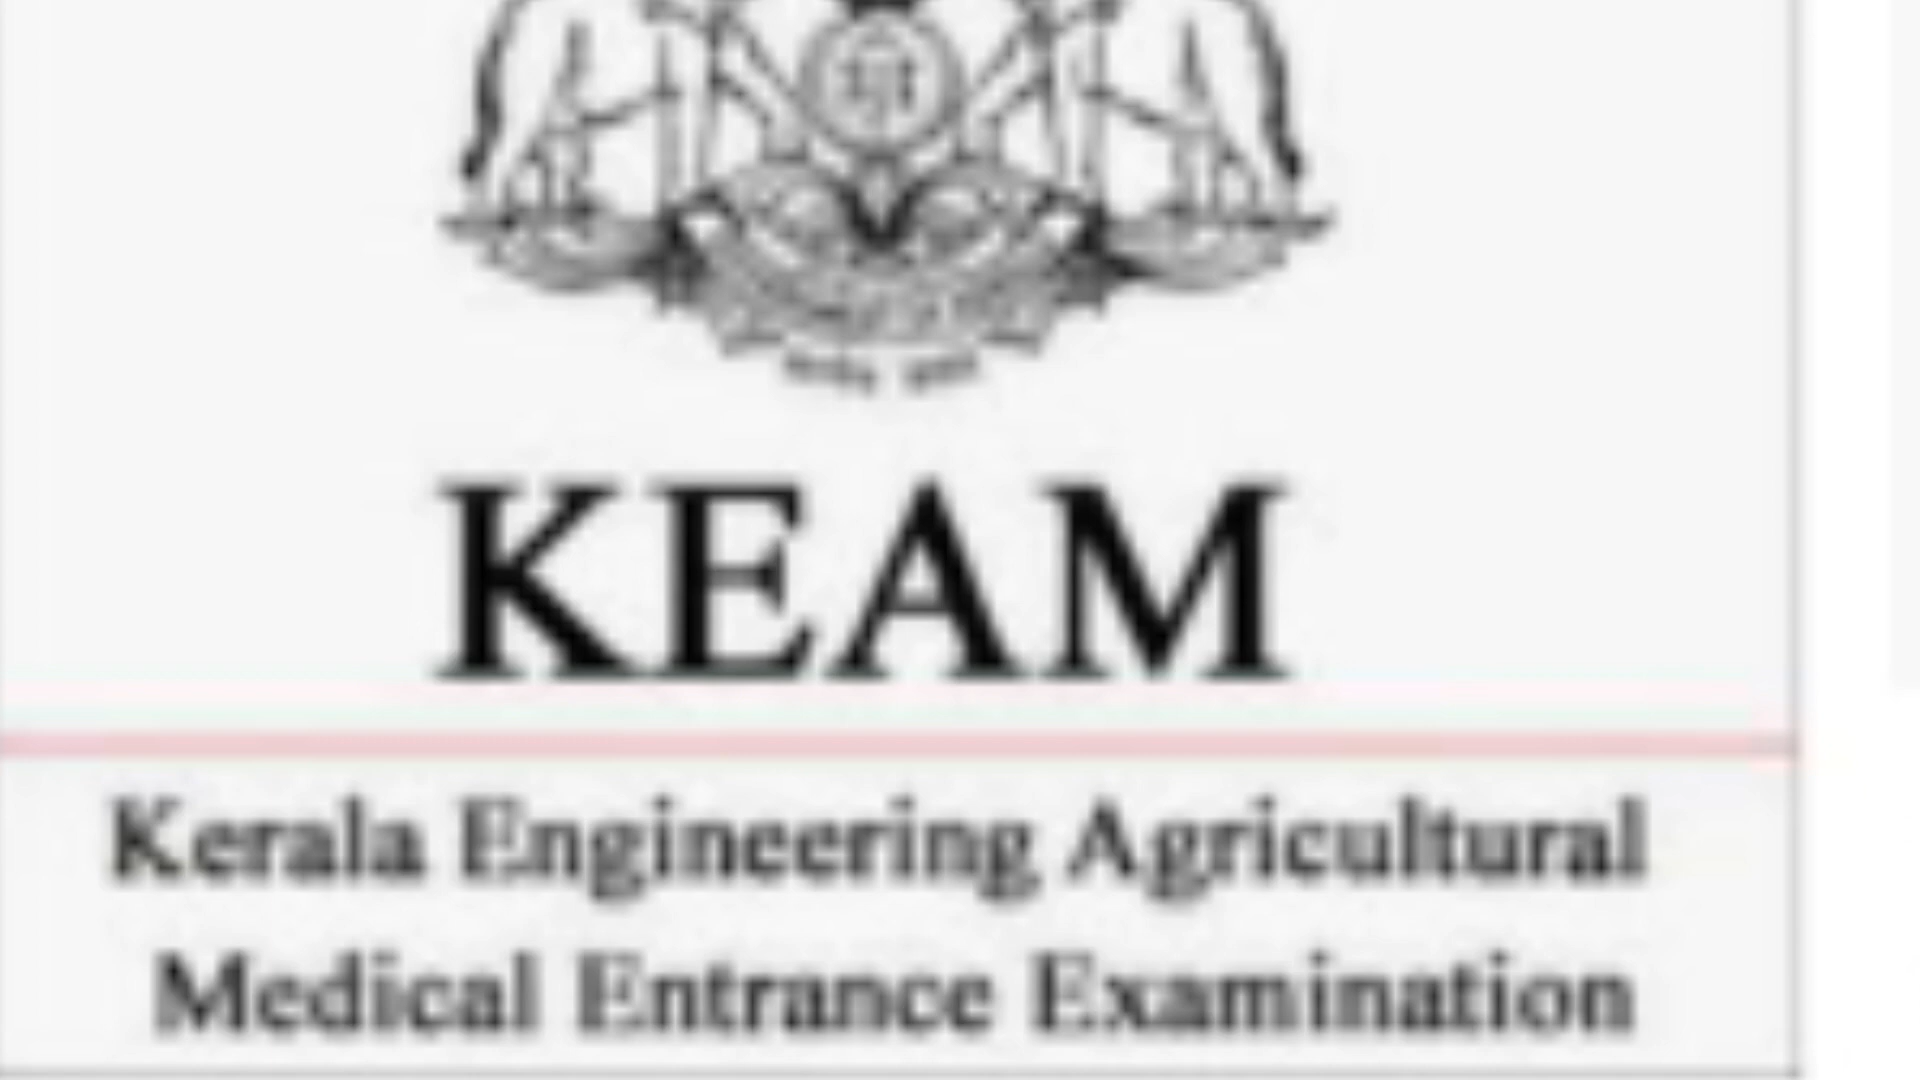 KEAM
Kerala Engineering Agricultural
Medical Entrance Examination